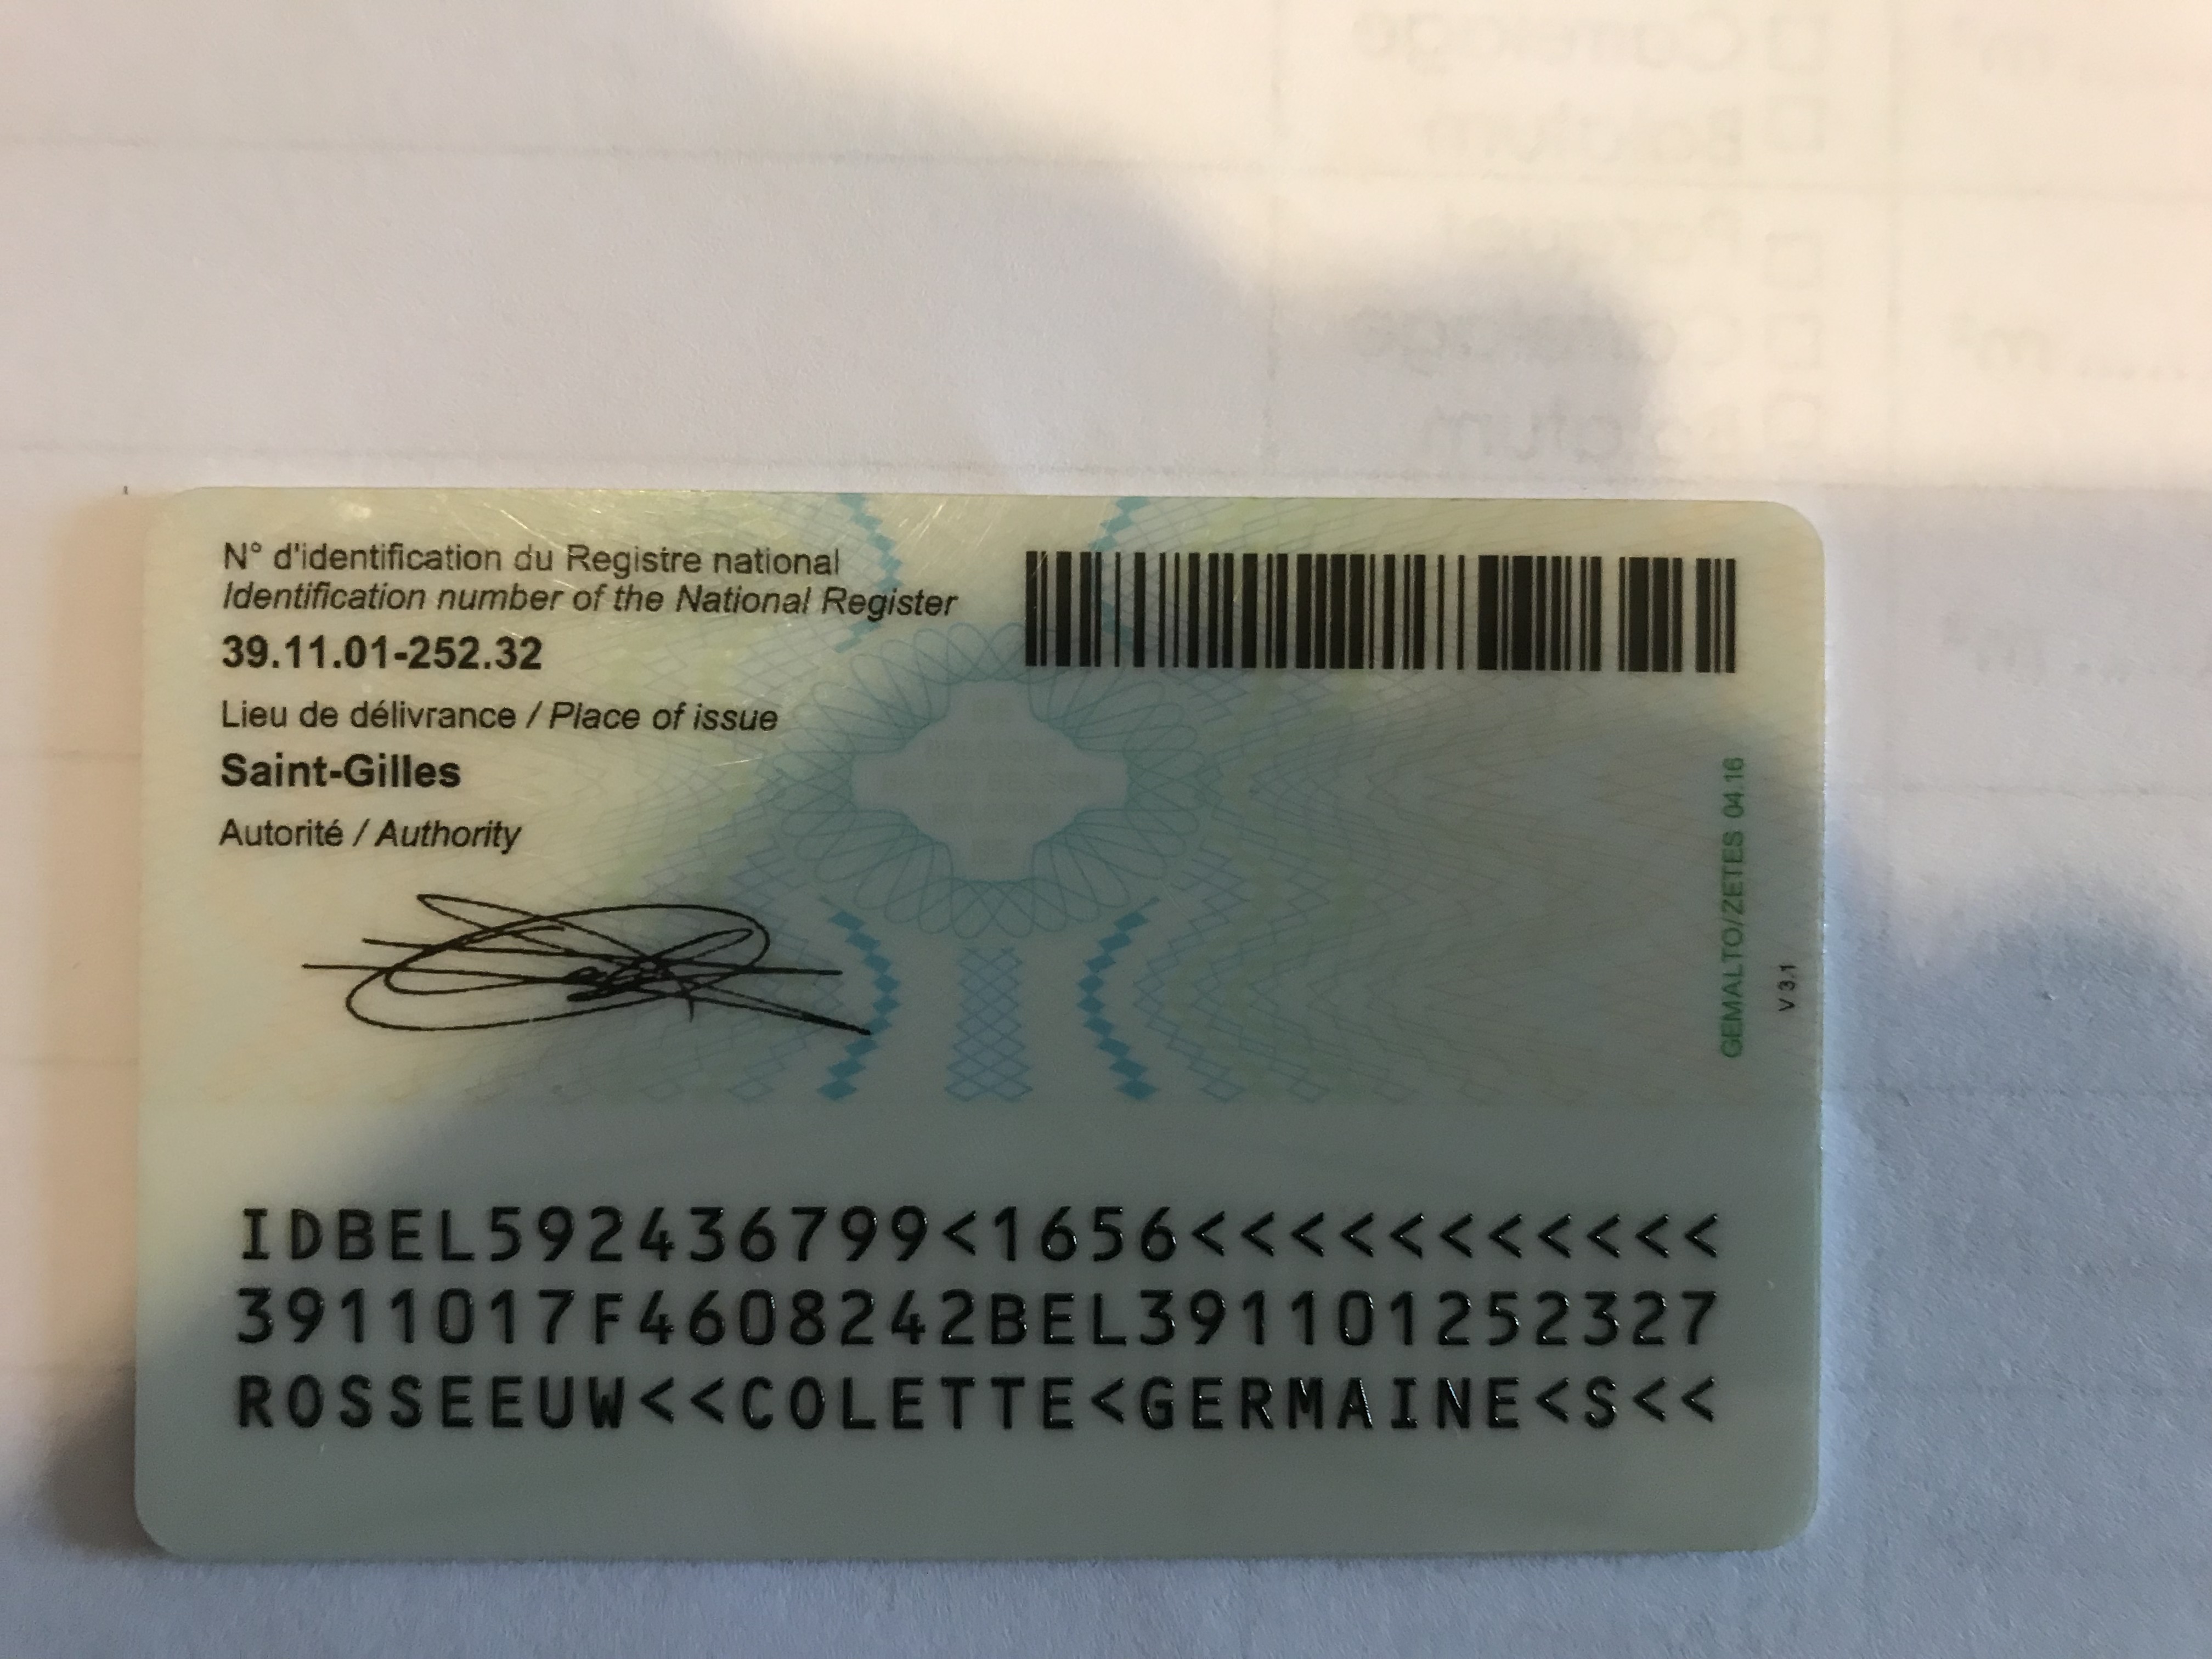 N° d'identification du Registre national
Identification number of the National Register
39.11.01-252.32
Lieu de délivrance / Place of issue
Saint-Gilles
Autorité / Authority
GEMALTO/ZETES 04.16
V 3.1
IDBEL592436799<1656<<<<<<<<<<<
3911017F4608242BEL391101252327
ROSSEEUW<<COLETTE<GERMAINE<S<<